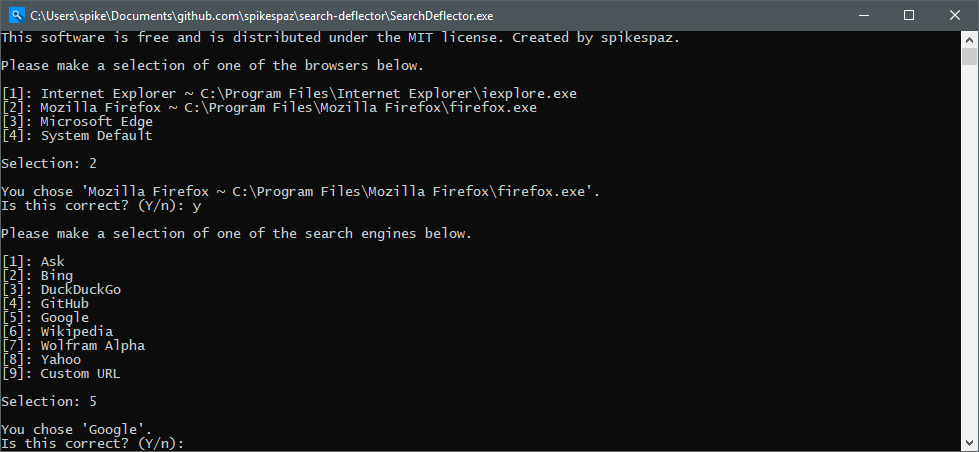 C:\Users\spike\Documents\github.com\spikespaz\search-deflector\SearchDeflector.exe
This software is free and is distributed under the MIT license. Created by spikespaz.
Please make a selection of one of the browsers below.
[1]: Internet Explorer ~ C:\Program Files\Internet Explorer\iexplore.exe
[2]: Mozilla Firefox ~ C:\Program Files\Mozilla Firefox\firefox.exe
[3]: Microsoft Edge
[4]: System Default
Selection: 2
You chose 'Mozilla Firefox ~ C:\Program Files\Mozilla Firefox\firefox.exe'.
Is this correct? (Y/n): y
Please make a selection of one of the search engines below.
[1]: Ask
[2]: Bing
[3]: DuckDuckGo
[4]: GitHub
[5]: Google
[6]: Wikipedia
[7]: Wolfram Alpha
[8]: Yahoo
[9]: Custom URL
Selection: 5
You chose 'Google'.
Is this correct? (Y/n):